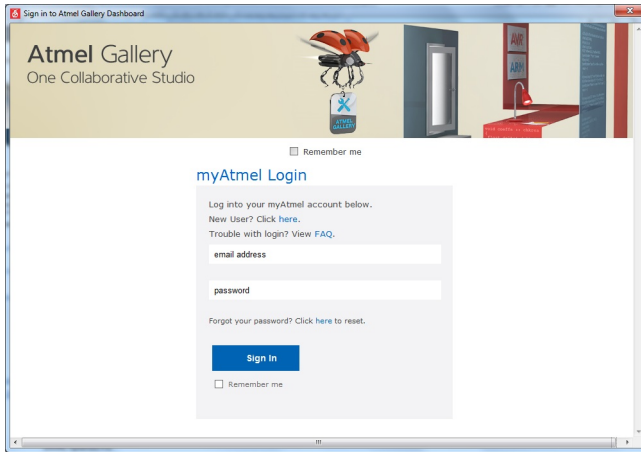 Sign in to Atmel Gallery Dashboard
Atmel Gallery
One Collaborative Studio
AVR
ARM
ATMEL
GALLERY
Remember me
myAtmel Login
Log into your myAtmel account below.
New User? Click here.
Trouble with login? View FAQ.
email address
password
Forgot your password? Click here to reset.
Sign In
Remember me